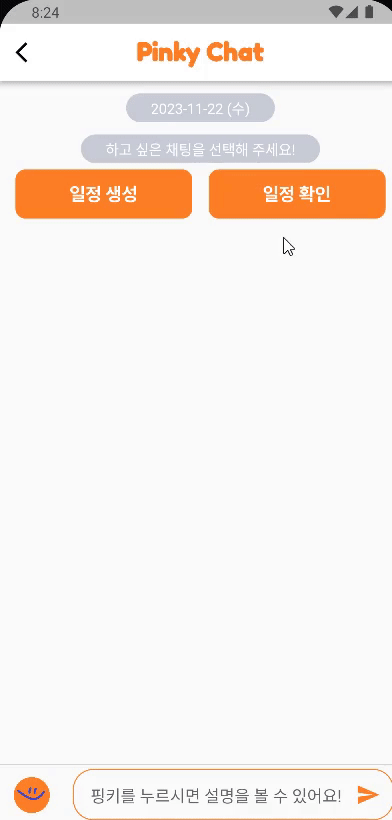 8:24
Pinky Chat
2023-11-22 (수)
하고 싶은 채팅을 선택해 주세요!
일정 생성
일정 확인
핑키를 누르시면 설명을 볼 수 있어요!